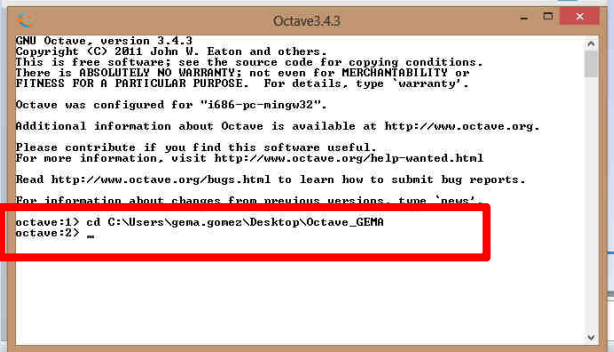 Octave3.4.3
GNU Octave, version 3.4.3
Copyright (C) 2011 John W. Eaton and others.
This is free software; see the source code for copying conditions.
There is ABSOLUTELY NO WARRANTY; not even for MERCHANTABILITY or
FITNESS FOR A PARTICULAR PURPOSE.  For details, type `warranty'.
Octave was configured for "i686-pc-mingw32".
Additional information about Octave is available at http://www.octave.org.
Please contribute if you find this software useful.
For more information, visit http://www.octave.org/help-wanted.html
Read http://www.octave.org/bugs.html to learn how to submit bug reports.
For information about changes from previous versions, type `news'.
octave:1> cd C:\Users\gema.gomez\Desktop\Octave_GEMA
octave:2> _